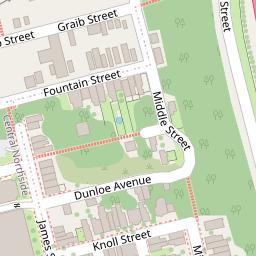 Graib Street
Street
Street
Fountain Street
Middle Street
Central Northside
Dunloe Avenue
James S
Knoll Street